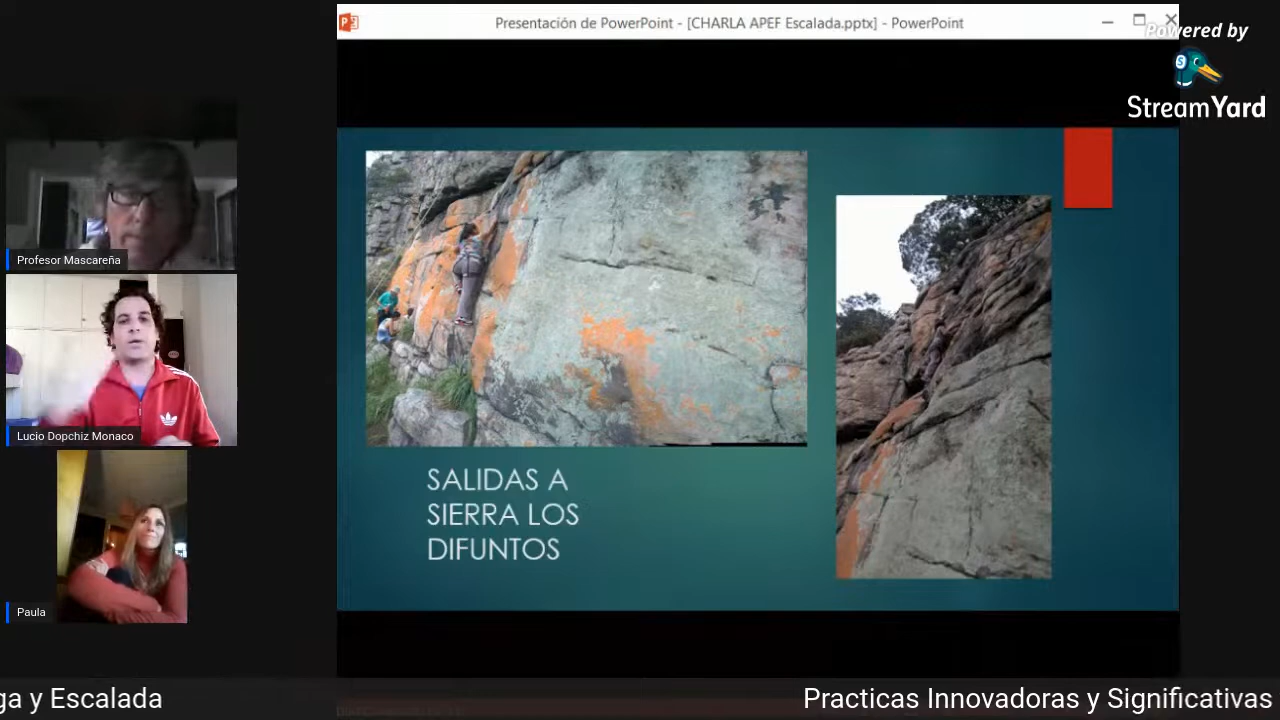 Presentación de PowerPoint - [CHARLA APEF Escalada.pptx] - PowerPoint
Powered by
StreamYard
Profesor Mascareña
Lucio Dopchiz Monaco
Paula
SALIDAS A
SIERRA LOS
DIFUNTOS
ga y Escalada
Practicas Innovadoras y Significativas